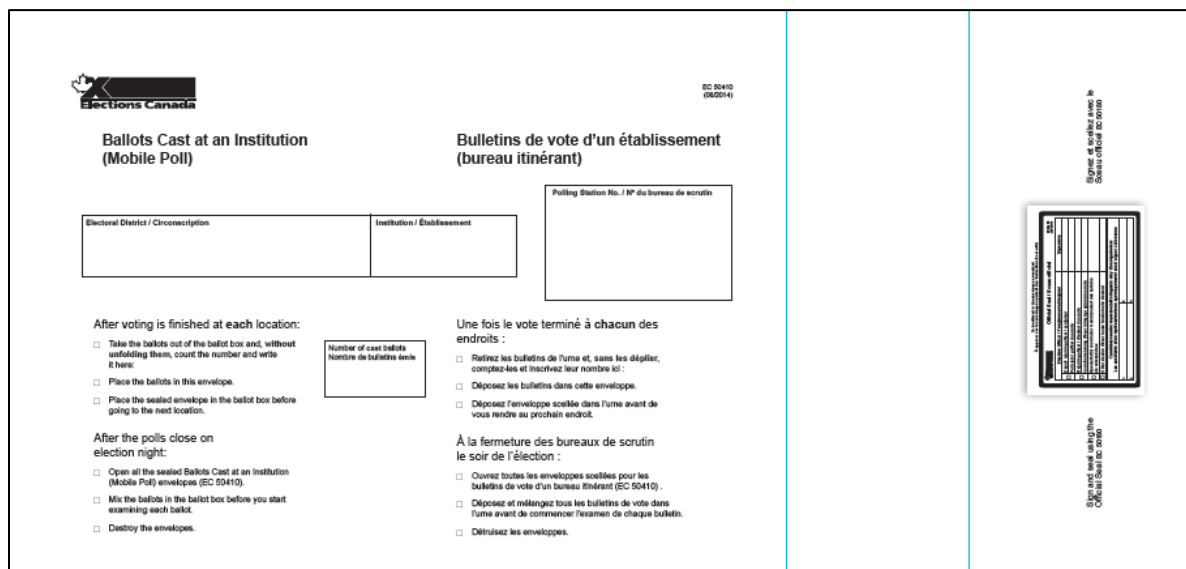 Elections Canada
EC 50410
(08/2014)
Ballots Cast at an Institution
(Mobile Poll)
Bulletins de vote d'un établissement
(bureau itinérant)
Polling Station No. / Nº du bureau de scrutin
Electoral District / Circonscription
Institution / Établissement
After voting is finished at each location:
Take the ballots out of the ballot box and, without
unfolding them, count the number and write
it here:
Place the ballots in this envelope.
Place the sealed envelope in the ballot box before
going to the next location.
Number of cast ballots
Nombre de bulletins émis
After the polls close on
election night:
Open all the sealed Ballots Cast at an Institution
(Mobile Poll) envelopes (EC 50410).
Mix the ballots in the ballot box before you start
examining each ballot.
Destroy the envelopes.
Une fois le vote terminé à chacun des
endroits :
Retirez les bulletins de l'urne et, sans les déplier,
comptez-les et inscrivez leur nombre ici :
Déposez les bulletins dans cette enveloppe.
Déposez l'enveloppe scellée dans l'urne avant de
vous rendre au prochain endroit.
À la fermeture des bureaux de scrutin
le soir de l'élection :
Ouvrez toutes les enveloppes scellées pour les
bulletins de vote d'un bureau itinérant (EC 50410) .
Déposez et mélangez tous les bulletins de vote dans
l'urne avant de commencer l'examen de chaque bulletin.
Détruisez les enveloppes.
Signez et scellez avec le
Sceau officiel EC 50160
Official Seal / Sceau officiel
Sign and seal using the
Official Seal EC 50160